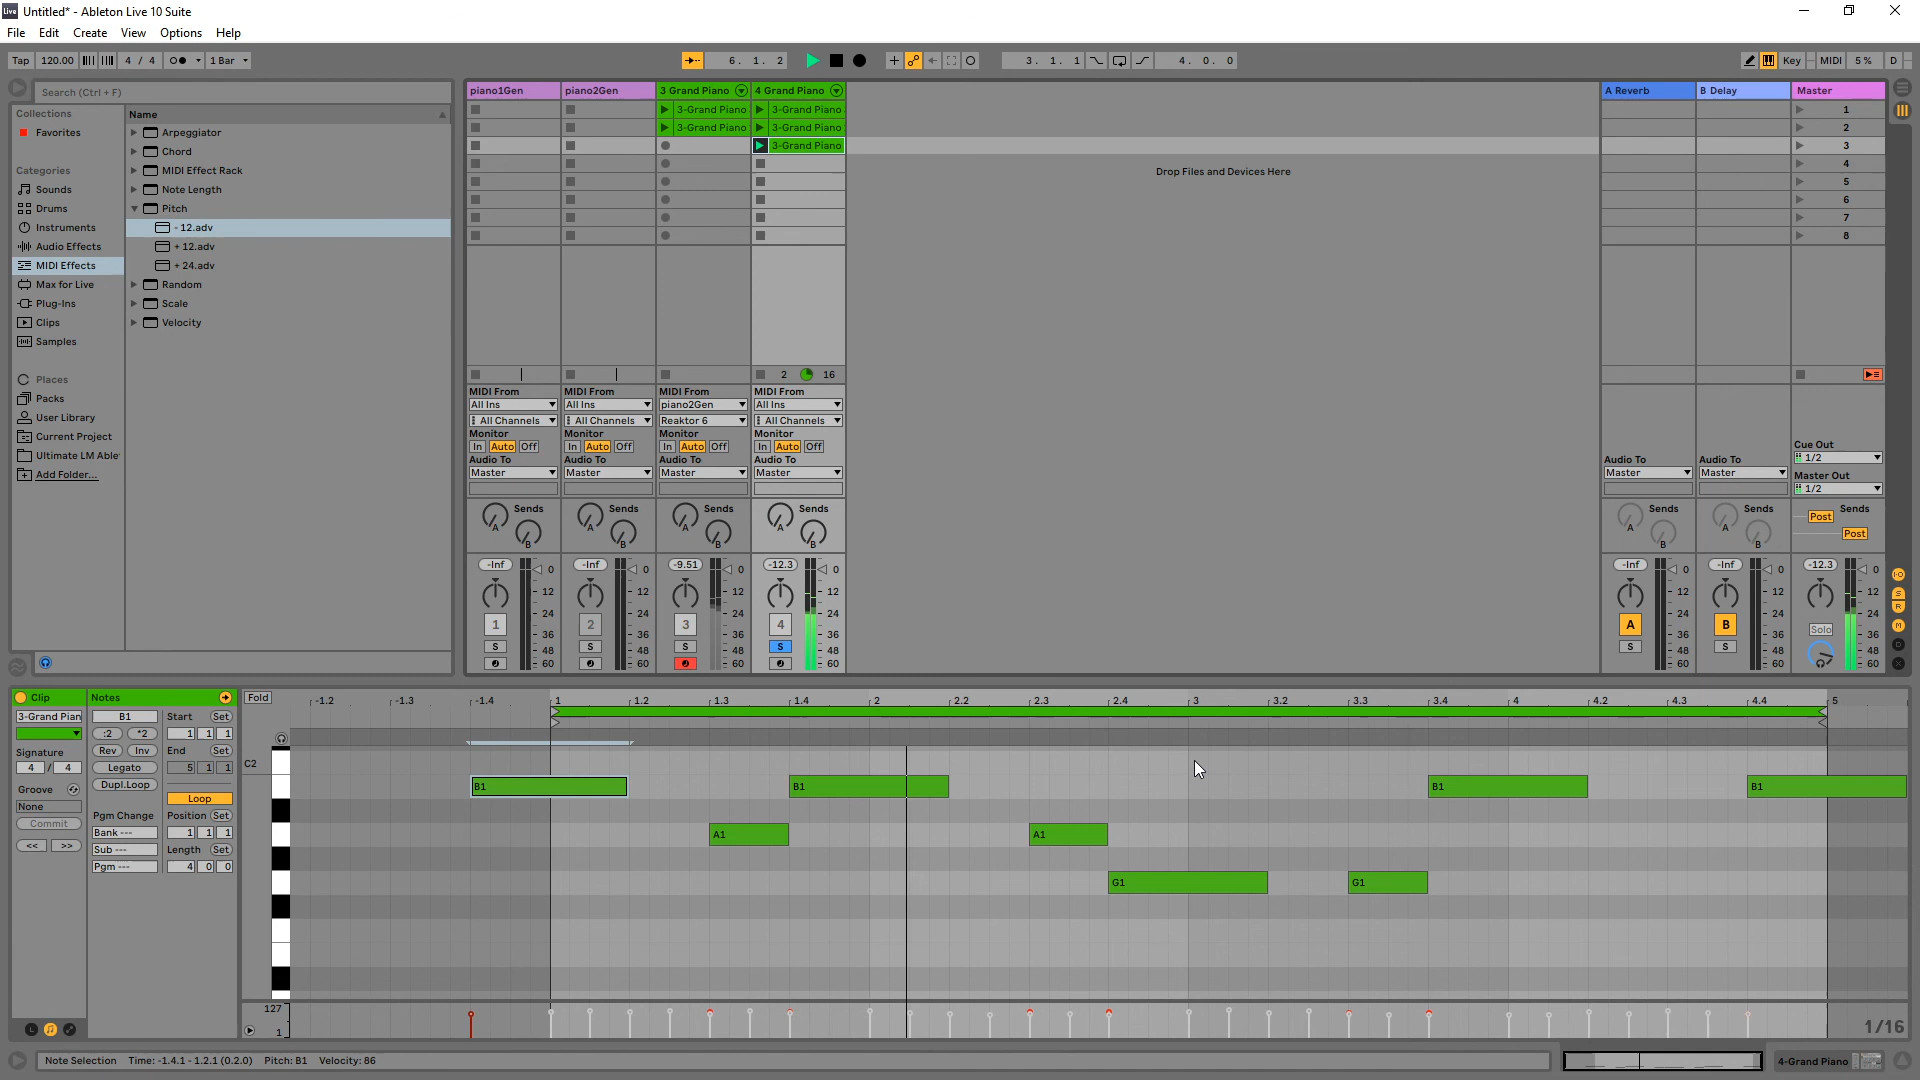 Live Untitled* - Ableton Live 10 Suite
File Edit Create View Options Help
Tap 120.00 4 / 4 1 Bar 6. 1. 2 3. 1. 1 4. 0. 0 Key MIDI 5 % D
Search (Ctrl + F)
Collections
Favorites
Categories
Sounds
Drums
Instruments
Audio Effects
MIDI Effects
Max for Live
Plug-Ins
Clips
Samples
Places
Packs
User Library
Current Project
Ultimate LM Able
Add Folder...
Name
Arpeggiator
Chord
MIDI Effect Rack
Note Length
Pitch
- 12.adv
+ 12.adv
+ 24.adv
Random
Scale
Velocity
piano1Gen piano2Gen 3 Grand Piano 4 Grand Piano A Reverb B Delay Master
3-Grand Piano 3-Grand Piano 1
3-Grand Piano 3-Grand Piano 2
3-Grand Piano 3
4
Drop Files and Devices Here
5
6
7
8
2 16
MIDI From MIDI From MIDI From MIDI From
All Ins All Ins piano2Gen All Ins
All Channels All Channels Reaktor 6 All Channels
Monitor Monitor Monitor Monitor Cue Out
In Auto Off In Auto Off In Auto Off In Auto Off 1/2
Audio To Audio To Audio To Audio To Audio To Audio To Master Out
Master Master Master Master Master Master 1/2
Sends Sends Sends Sends Sends Sends Sends
A A A A A A Post
B B B B B B Post
-Inf -Inf -9.51 -12.3 -Inf -Inf -12.3
0 0 0 0 0 0 0
12 12 12 12 12 12 12
1 2 3 4 A B Solo
24 24 24 24 24 24 24
36 36 36 36 36 36 36
S S S S S S
48 48 48 48 48 48 48
60 60 60 60 60 60 60
Clip Notes Fold -1.2 -1.3 -1.4 1 1.2 1.3 1.4 2 2.2 2.3 2.4 3 3.2 3.3 3.4 4 4.2 4.3 4.4 5
3-Grand Pian B1 Start Set
:2 *2 1 1 1
Signature Rev Inv End Set
4 / 4 Legato 5 1 1
Groove Dupl.Loop
None Loop
Commit Pgm Change Position Set
Bank --- 1 1 1
<< >> Sub --- Length Set
Pgm --- 4 0 0
C2
B1 B1 B1 B1
A1 A1
G1 G1
127
1
1/16
Note Selection Time: -1.4.1 - 1.2.1 (0.2.0) Pitch: B1 Velocity: 86
4-Grand Piano